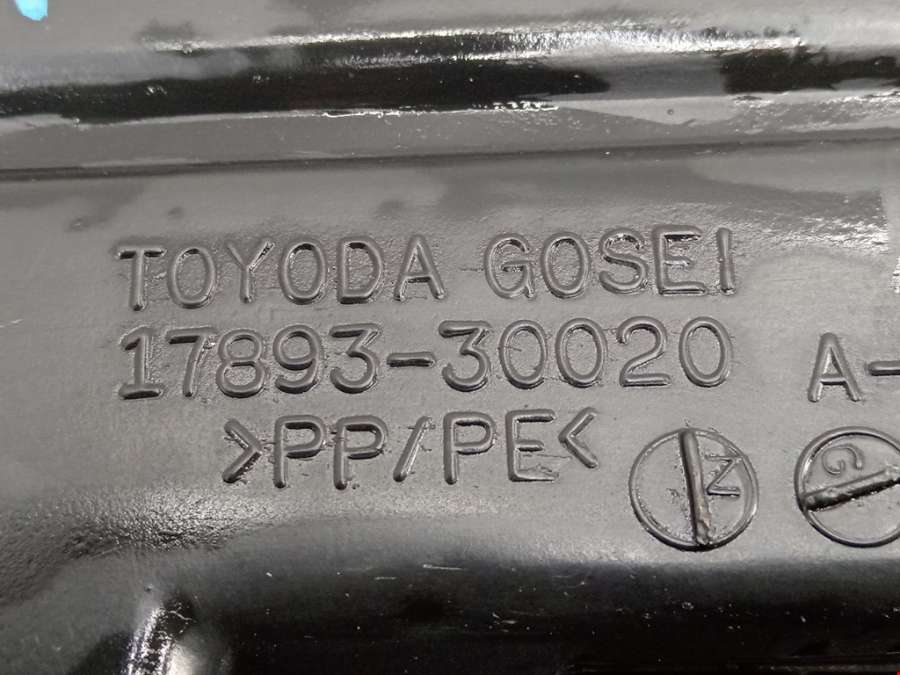 TOYODA GOSEI
17893-30020
A-
>PP/PE<
N
G